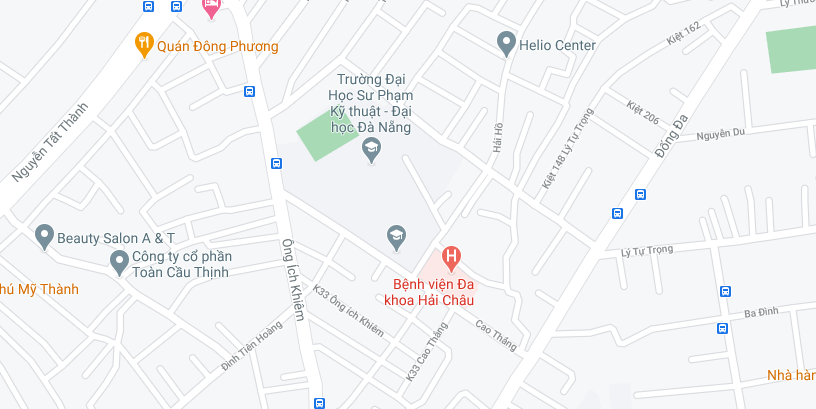 Lý Thườ
Kiệt 162
Quán Đông Phương
Helio Center
Trường Đại
Học Sư Phạm
Kỹ thuật - Đại
học Đà Nẵng
Kiệt 206
Nguyễn Du
Nguyễn Tất Thành
Hải Hồ
Kiệt 148 Lý Tự Trọng
Đống Đa
Beauty Salon A & T
Công ty cổ phần
Toàn Cầu Thịnh
Lý Tự Trọng
hú Mỹ Thành
Ông ích Khiêm
H
Bệnh viện Đa
khoa Hải Châu
K33 Ông ích Khiêm
Ba Đình
Cao Thắng
Đinh Tiên Hoàng
K33 Cao Thắng
Nhà hàn